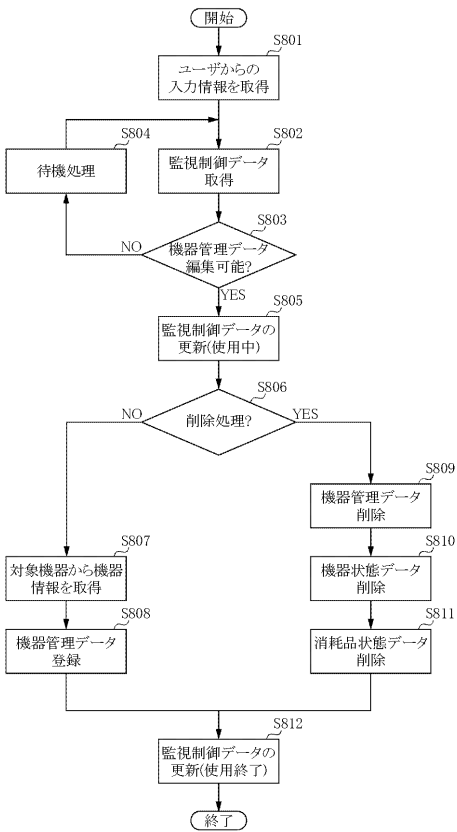 開始
S801
ユーザからの
入力情報を取得
S804
待機処理
S802
監視制御データ
取得
S803
機器管理データ
編集可能?
NO
YES
S805
監視制御データの
更新(使用中)
S806
削除処理?
NO
YES
S809
機器管理データ
削除
S807
対象機器から機器
情報を取得
S810
機器状態データ
削除
S808
機器管理データ
登録
S811
消耗品状態データ
削除
S812
監視制御データの
更新(使用終了)
終了